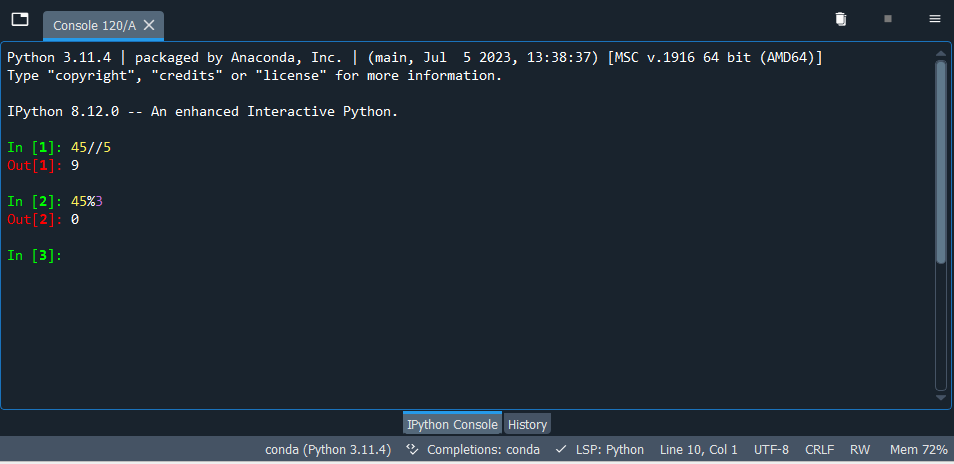 Console 120/A
Python 3.11.4 | packaged by Anaconda, Inc. | (main, Jul  5 2023, 13:38:37) [MSC v.1916 64 bit (AMD64)]
Type "copyright", "credits" or "license" for more information.
IPython 8.12.0 -- An enhanced Interactive Python.
In [1]: 45//5
Out[1]: 9
In [2]: 45%3
Out[2]: 0
In [3]:
IPython Console History
conda (Python 3.11.4) Completions: conda LSP: Python Line 10, Col 1 UTF-8 CRLF RW Mem 72%